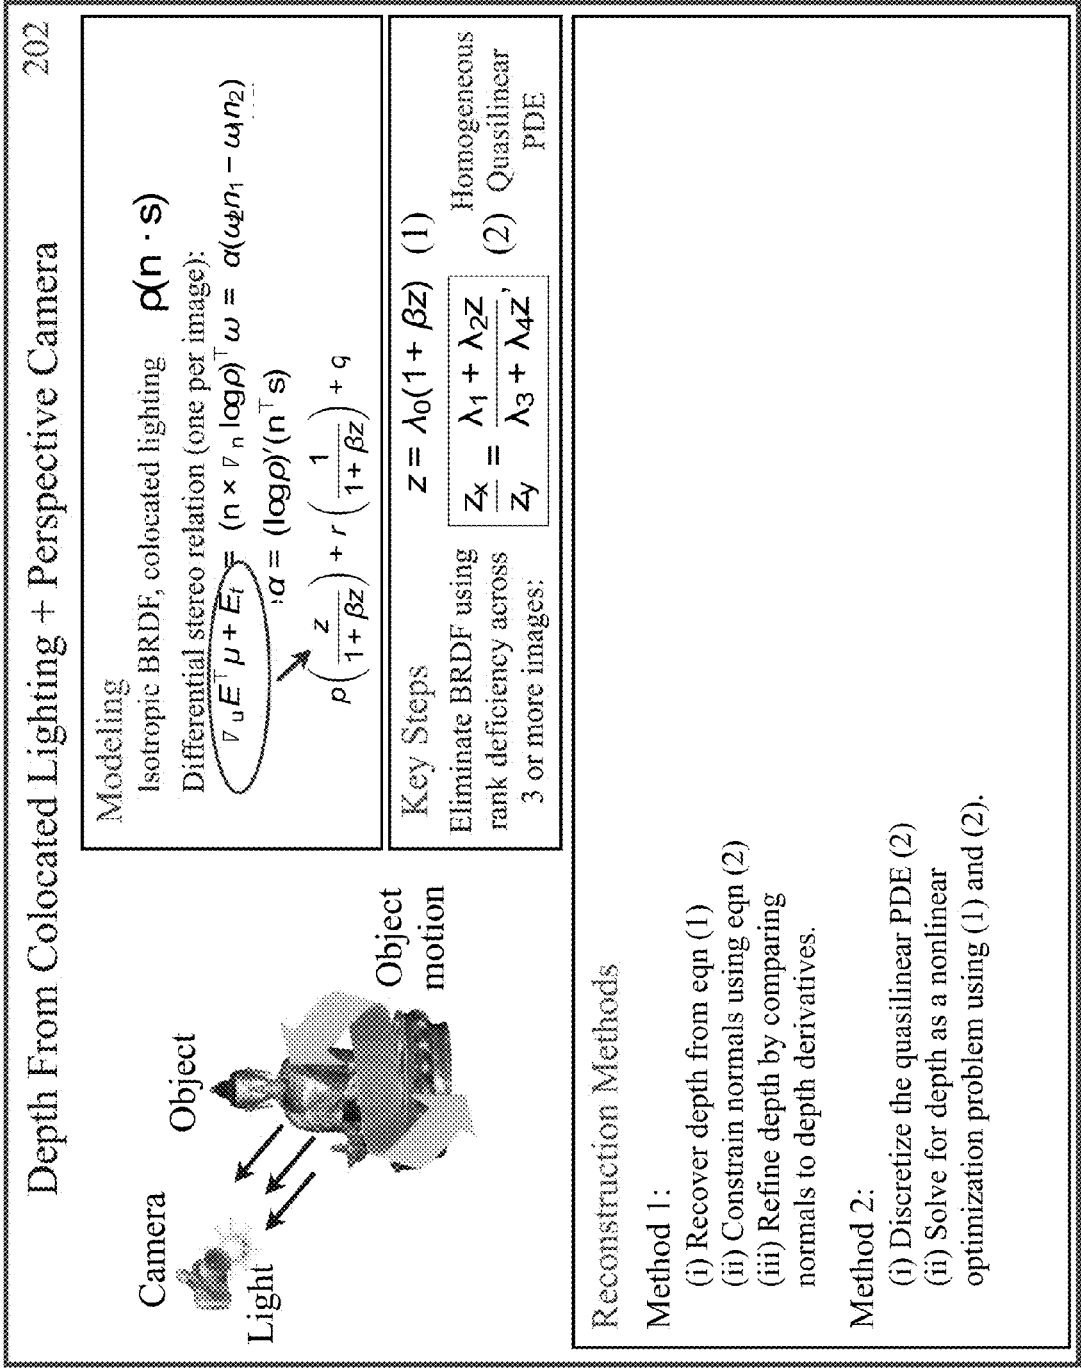 Depth From Colocated Lighting + Perspective Camera 202
Camera
Light
Object
Object
motion
Modeling
Isotropic BRDF, colocated lighting ρ(n · s)
Differential stereo relation (one per image):
∇uE⊤μ + Et = (n × ∇n logρ)⊤ω = α(ω2n1 − ω1n2)
α = (logρ)′(n⊤s)
p(z / (1 + βz)) + r(1 / (1 + βz)) + q
Key Steps
Eliminate BRDF using
rank deficiency across
3 or more images:
z = λ0(1 + βz) (1)
zx / zy = (λ1 + λ2z) / (λ3 + λ4z), (2)
Homogeneous
Quasilinear
PDE
Reconstruction Methods
Method 1:
(i) Recover depth from eqn (1)
(ii) Constrain normals using eqn (2)
(iii) Refine depth by comparing
normals to depth derivatives.
Method 2:
(i) Discretize the quasilinear PDE (2)
(ii) Solve for depth as a nonlinear
optimization problem using (1) and (2).